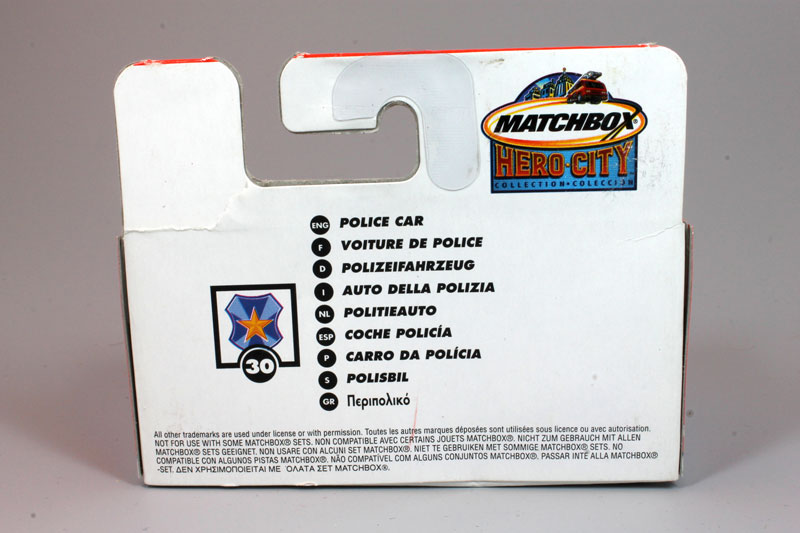 MATCHBOX®
HERO·CITY
COLLECTION·COLECCIÓN
ENG POLICE CAR
F VOITURE DE POLICE
D POLIZEIFAHRZEUG
I AUTO DELLA POLIZIA
NL POLITIEAUTO
ESP COCHE POLICÍA
P CARRO DA POLÍCIA
S POLISBIL
GR Περιπολικό
30
All other trademarks are used under license or with permission. Toutes les autres marques déposées sont utilisées sous licence ou avec autorisation.
NOT FOR USE WITH SOME MATCHBOX® SETS. NON COMPATIBLE AVEC CERTAINS JOUETS MATCHBOX®. NICHT ZUM GEBRAUCH MIT ALLEN
MATCHBOX® SETS GEEIGNET. NON USARE CON ALCUNI SET MATCHBOX®. NIET TE GEBRUIKEN MET SOMMIGE MATCHBOX® SETS. NO
COMPATIBLE CON ALGUNOS PISTAS MATCHBOX®. NÃO COMPATÍVEL COM ALGUNS CONJUNTOS MATCHBOX®. PASSAR INTE ALLA MATCHBOX®
-SET. ΔΕΝ ΧΡΗΣΙΜΟΠΟΙΕΙΤΑΙ ΜΕ ΌΛΑΤΑ ΣΕΤ MATCHBOX®.